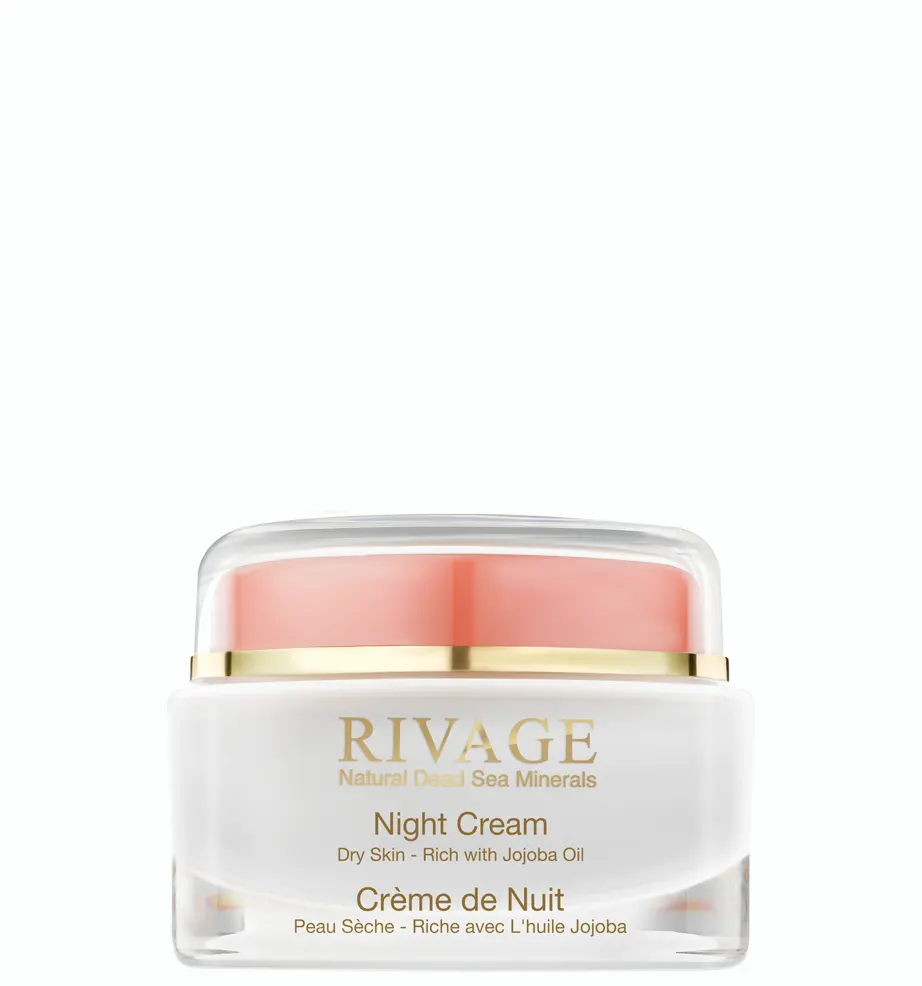 RIVAGE
Natural Dead Sea Minerals
Night Cream
Dry Skin - Rich with Jojoba Oil
Crème de Nuit
Peau Sèche - Riche avec L'huile Jojoba